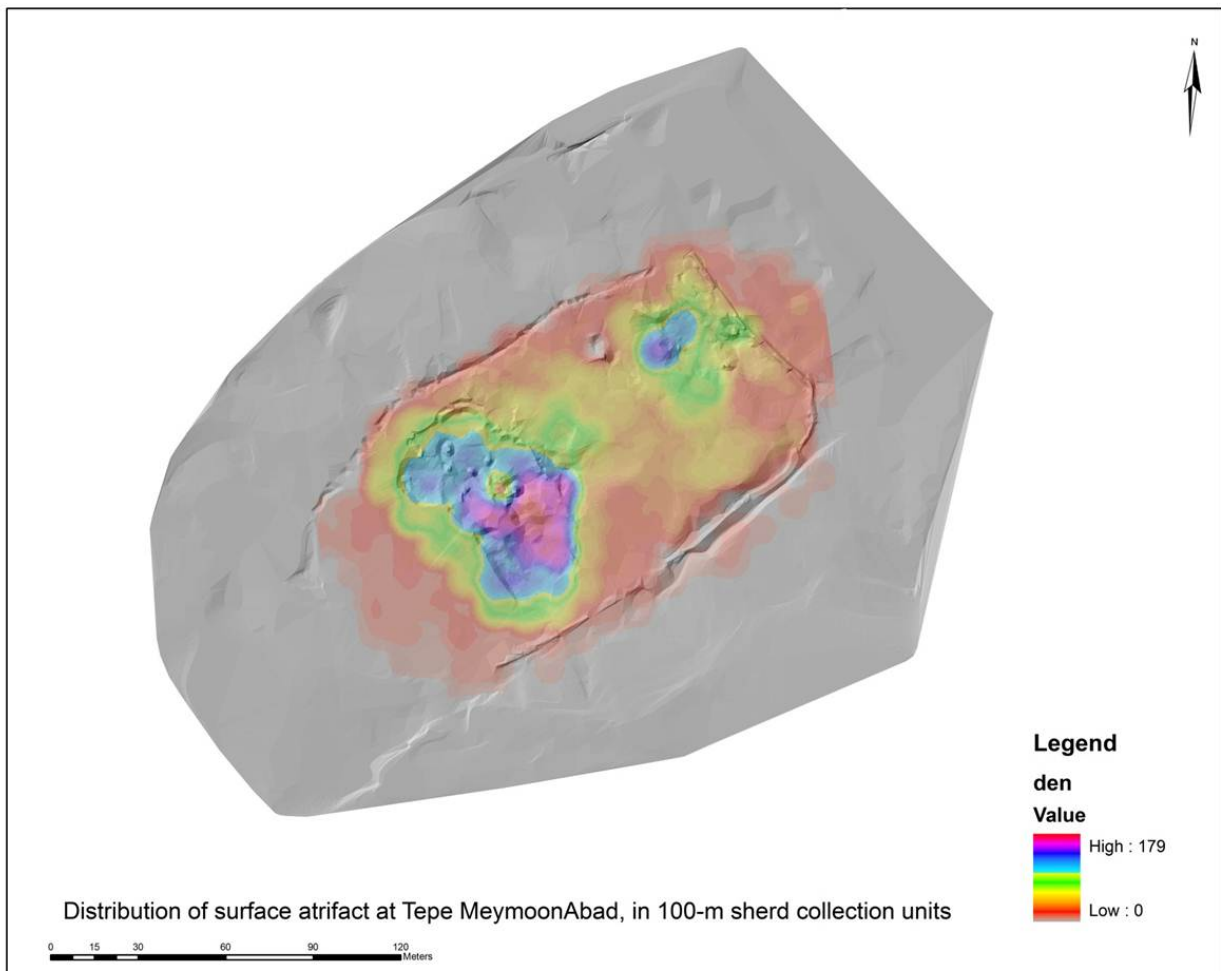 N
Legend
den
Value
High : 179
Low : 0
Distribution of surface atrifact at Tepe MeymoonAbad, in 100-m sherd collection units
0 15 30 60 90 120
Meters